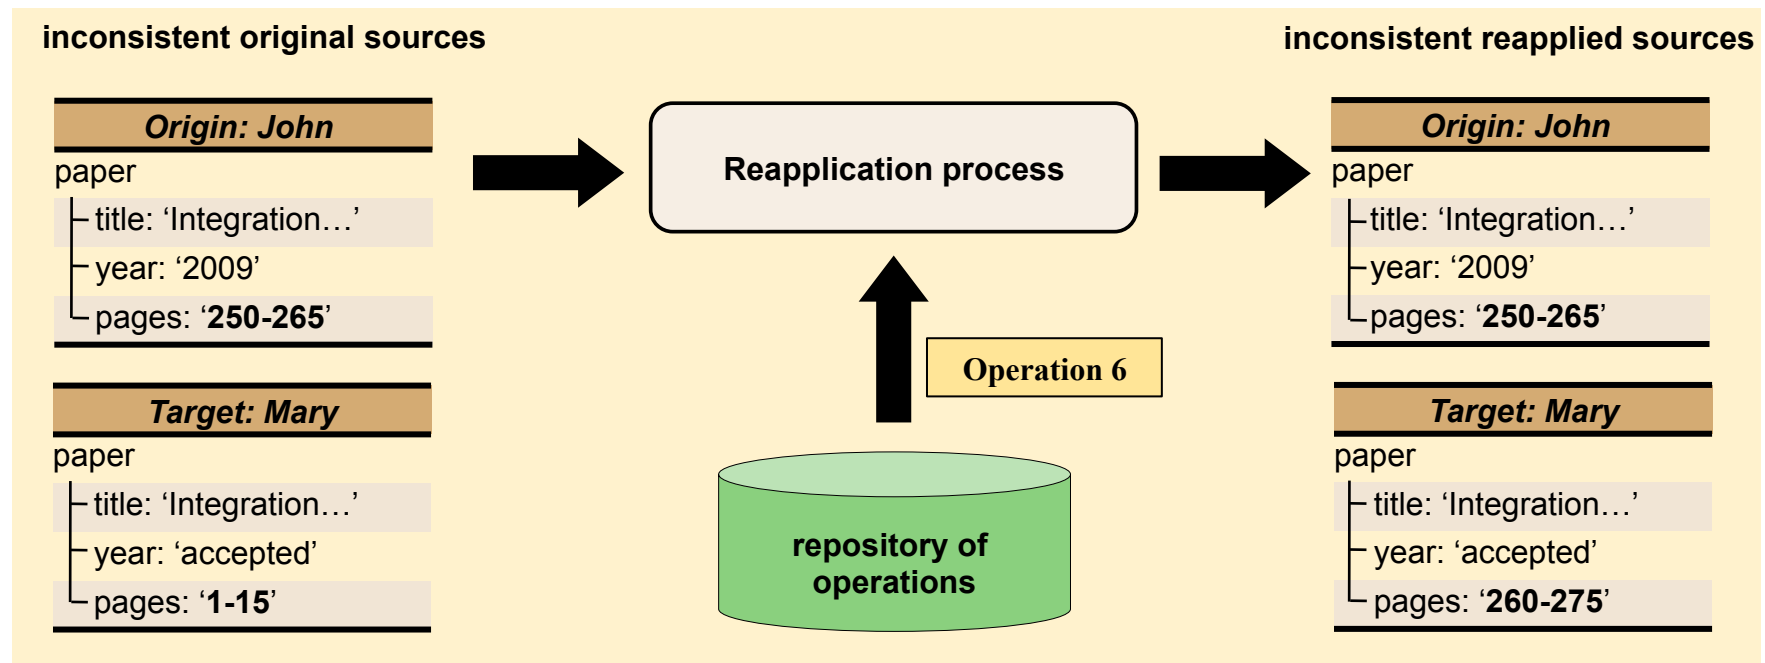 inconsistent original sources
inconsistent reapplied sources
Origin: John
paper
title: ‘Integration…’
year: ‘2009’
pages: ‘250-265’
Target: Mary
paper
title: ‘Integration…’
year: ‘accepted’
pages: ‘1-15’
Reapplication process
Operation 6
repository of
operations
Origin: John
paper
title: ‘Integration…’
year: ‘2009’
pages: ‘250-265’
Target: Mary
paper
title: ‘Integration…’
year: ‘accepted’
pages: ‘260-275’